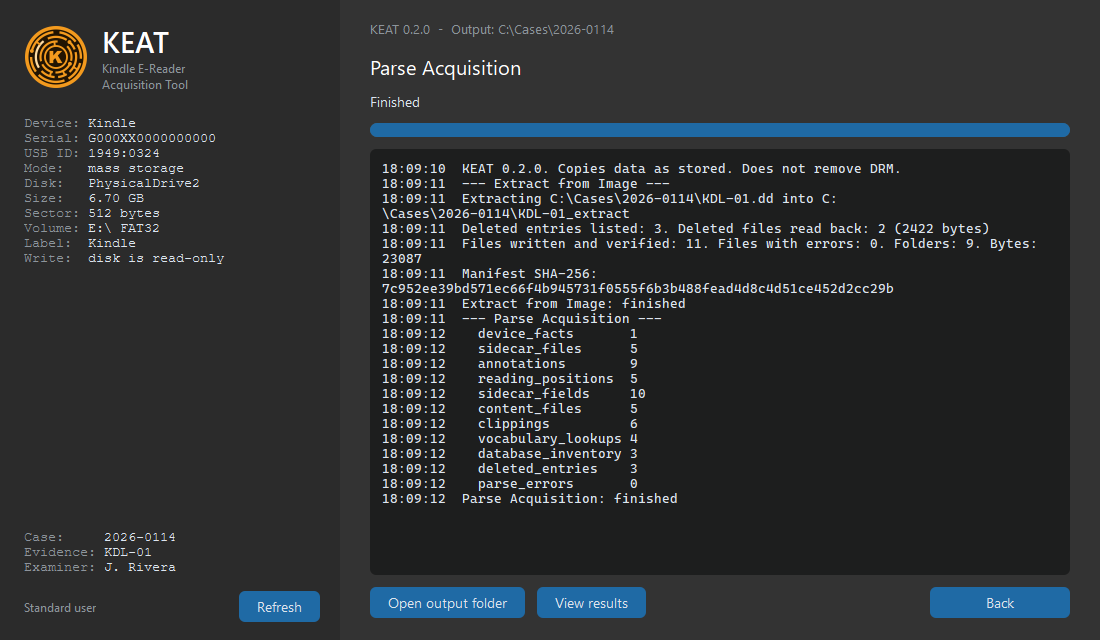 K
KEAT
Kindle E-Reader
Acquisition Tool
Device: Kindle
Serial: G000XX0000000000
USB ID: 1949:0324
Mode: mass storage
Disk: PhysicalDrive2
Size: 6.70 GB
Sector: 512 bytes
Volume: E:\ FAT32
Label: Kindle
Write: disk is read-only
Case: 2026-0114
Evidence: KDL-01
Examiner: J. Rivera
Standard user
Refresh
KEAT 0.2.0 - Output: C:\Cases\2026-0114
Parse Acquisition
Finished
18:09:10 KEAT 0.2.0. Copies data as stored. Does not remove DRM.
18:09:11 --- Extract from Image ---
18:09:11 Extracting C:\Cases\2026-0114\KDL-01.dd into C:
\Cases\2026-0114\KDL-01_extract
18:09:11 Deleted entries listed: 3. Deleted files read back: 2 (2422 bytes)
18:09:11 Files written and verified: 11. Files with errors: 0. Folders: 9. Bytes:
23087
18:09:11 Manifest SHA-256:
7c952ee39bd571ec66f4b945731f0555f6b3b488fead4d8c4d51ce452d2cc29b
18:09:11 Extract from Image: finished
18:09:11 --- Parse Acquisition ---
18:09:12 device_facts 1
18:09:12 sidecar_files 5
18:09:12 annotations 9
18:09:12 reading_positions 5
18:09:12 sidecar_fields 10
18:09:12 content_files 5
18:09:12 clippings 6
18:09:12 vocabulary_lookups 4
18:09:12 database_inventory 3
18:09:12 deleted_entries 3
18:09:12 parse_errors 0
18:09:12 Parse Acquisition: finished
Open output folder
View results
Back